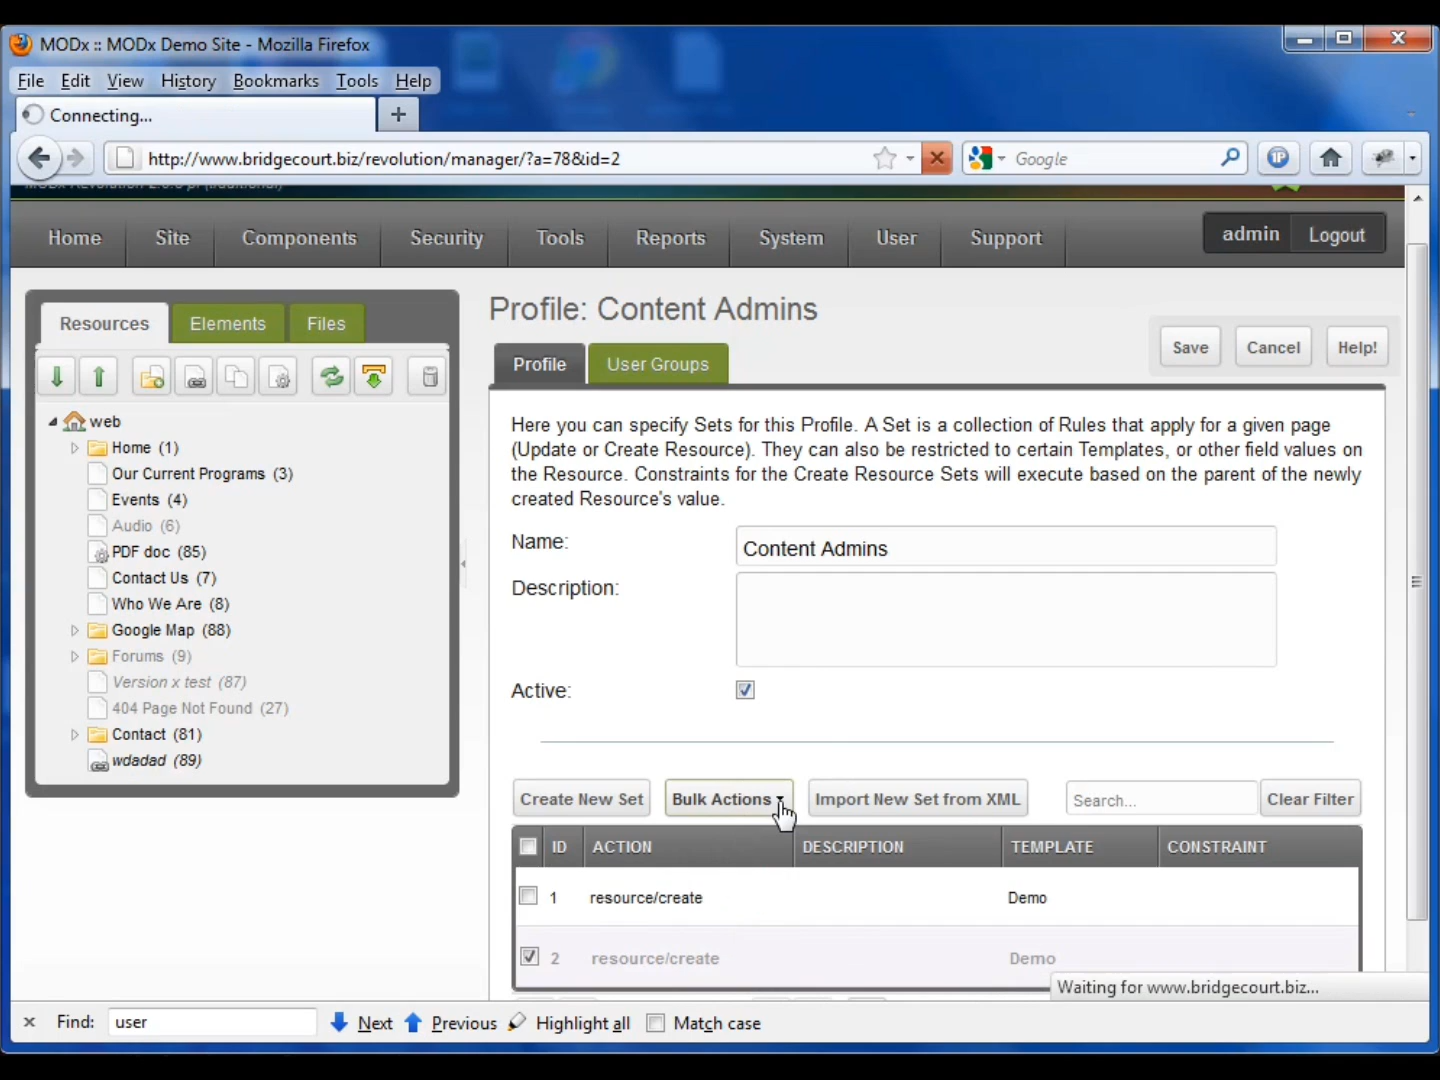 MODx :: MODx Demo Site - Mozilla Firefox
File Edit View History Bookmarks Tools Help
Connecting...
http://www.bridgecourt.biz/revolution/manager/?a=78&id=2
Google
Home Site Components Security Tools Reports System User Support
admin Logout
Resources Elements Files
Profile: Content Admins
Save Cancel Help!
Profile User Groups
web
Home (1)
Our Current Programs (3)
Events (4)
Audio (6)
PDF doc (85)
Contact Us (7)
Who We Are (8)
Google Map (88)
Forums (9)
Version x test (87)
404 Page Not Found (27)
Contact (81)
wdadad (89)
Here you can specify Sets for this Profile. A Set is a collection of Rules that apply for a given page
(Update or Create Resource). They can also be restricted to certain Templates, or other field values on
the Resource. Constraints for the Create Resource Sets will execute based on the parent of the newly
created Resource's value.
Name: Content Admins
Description:
Active:
Create New Set Bulk Actions Import New Set from XML Search... Clear Filter
ID ACTION DESCRIPTION TEMPLATE CONSTRAINT
1 resource/create Demo
2 resource/create Demo
Waiting for www.bridgecourt.biz...
Find: user Next Previous Highlight all Match case